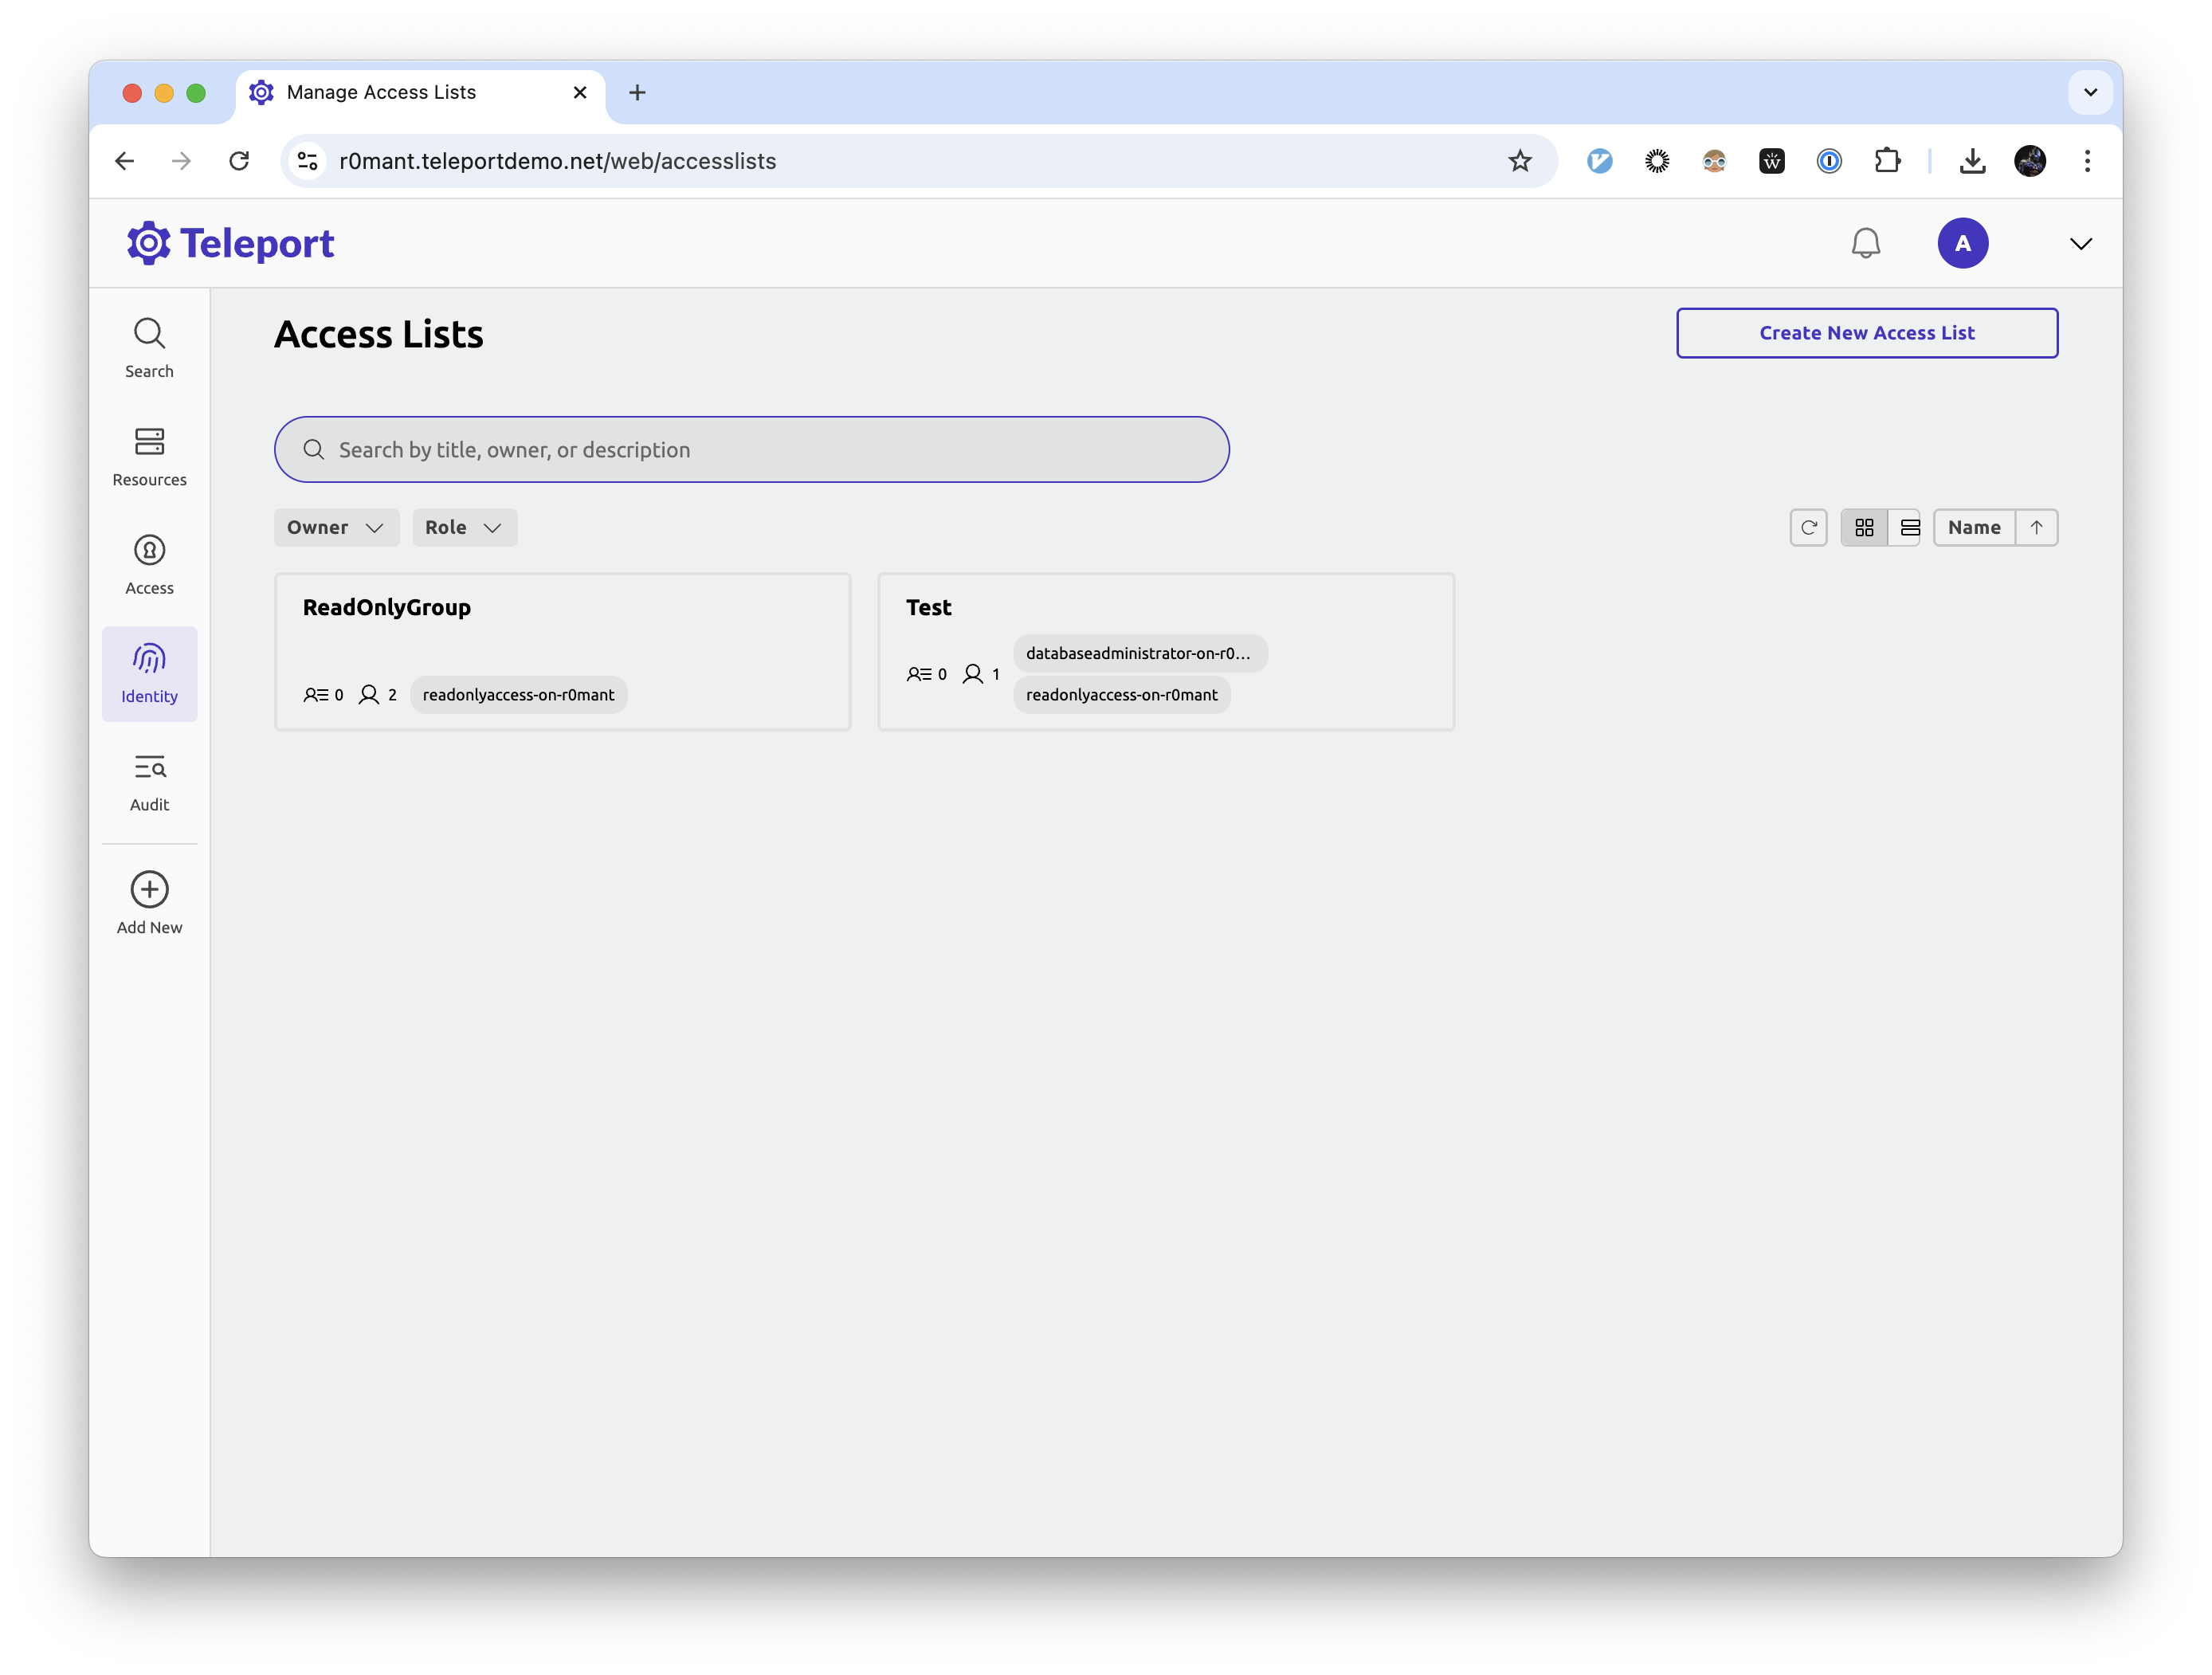 Manage Access Lists
r0mant.teleportdemo.net/web/accesslists
Teleport
A
Search
Resources
Access
Identity
Audit
Add New
Access Lists
Create New Access List
Search by title, owner, or description
Owner
Role
Name
ReadOnlyGroup
0 2 readonlyaccess-on-r0mant
Test
databaseadministrator-on-r0...
0 1
readonlyaccess-on-r0mant